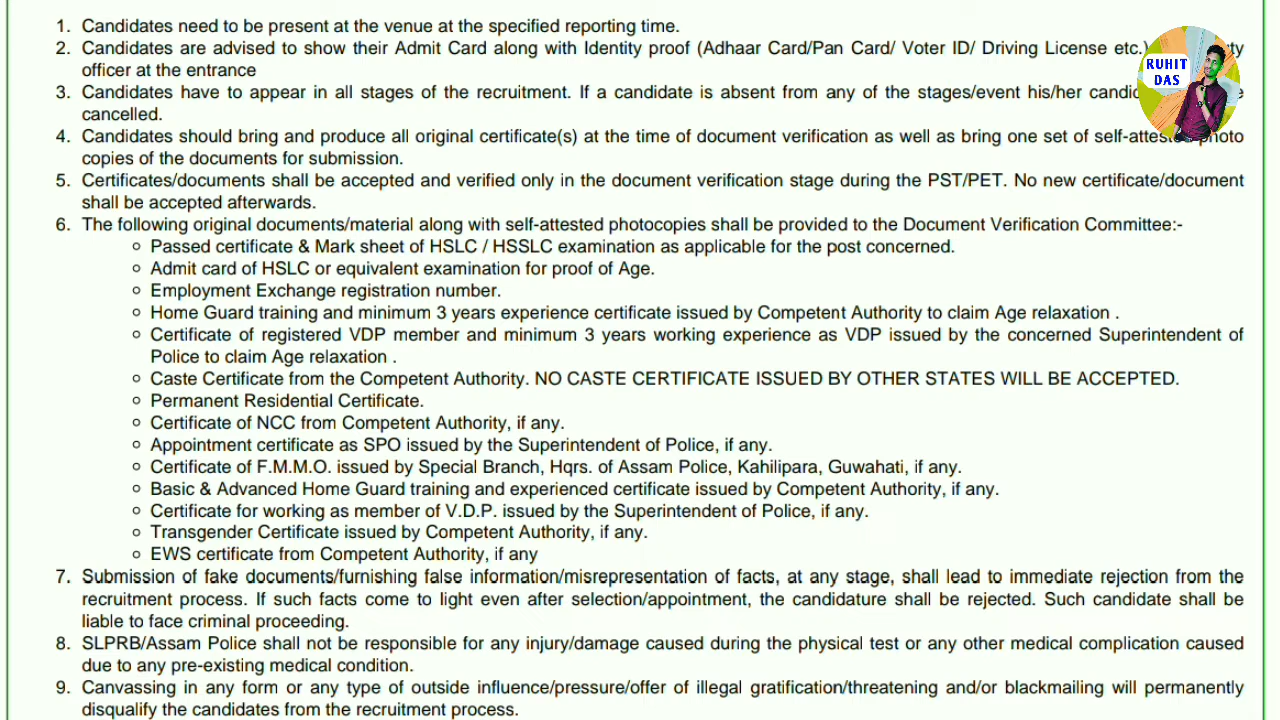 1. Candidates need to be present at the venue at the specified reporting time.
2. Candidates are advised to show their Admit Card along with Identity proof (Adhaar Card/Pan Card/ Voter ID/ Driving License etc.)
officer at the entrance
RUHIT
DAS
3. Candidates have to appear in all stages of the recruitment. If a candidate is absent from any of the stages/event his/her
cancelled.
4. Candidates should bring and produce all original certificate(s) at the time of document verification as well as bring one set of self-attested photo
copies of the documents for submission.
5. Certificates/documents shall be accepted and verified only in the document verification stage during the PST/PET. No new certificate/document
shall be accepted afterwards.
6. The following original documents/material along with self-attested photocopies shall be provided to the Document Verification Committee:-
o Passed certificate & Mark sheet of HSLC / HSSLC examination as applicable for the post concerned.
o Admit card of HSLC or equivalent examination for proof of Age.
o Employment Exchange registration number.
o Home Guard training and minimum 3 years experience certificate issued by Competent Authority to claim Age relaxation .
o Certificate of registered VDP member and minimum 3 years working experience as VDP issued by the concerned Superintendent of
Police to claim Age relaxation .
o Caste Certificate from the Competent Authority. NO CASTE CERTIFICATE ISSUED BY OTHER STATES WILL BE ACCEPTED.
o Permanent Residential Certificate.
o Certificate of NCC from Competent Authority, if any.
o Appointment certificate as SPO issued by the Superintendent of Police, if any.
o Certificate of F.M.M.O. issued by Special Branch, Hqrs. of Assam Police, Kahilipara, Guwahati, if any.
o Basic & Advanced Home Guard training and experienced certificate issued by Competent Authority, if any.
o Certificate for working as member of V.D.P. issued by the Superintendent of Police, if any.
o Transgender Certificate issued by Competent Authority, if any.
o EWS certificate from Competent Authority, if any
7. Submission of fake documents/furnishing false information/misrepresentation of facts, at any stage, shall lead to immediate rejection from the
recruitment process. If such facts come to light even after selection/appointment, the candidature shall be rejected. Such candidate shall be
liable to face criminal proceeding.
8. SLPRB/Assam Police shall not be responsible for any injury/damage caused during the physical test or any other medical complication caused
due to any pre-existing medical condition.
9. Canvassing in any form or any type of outside influence/pressure/offer of illegal gratification/threatening and/or blackmailing will permanently
disqualify the candidates from the recruitment process.